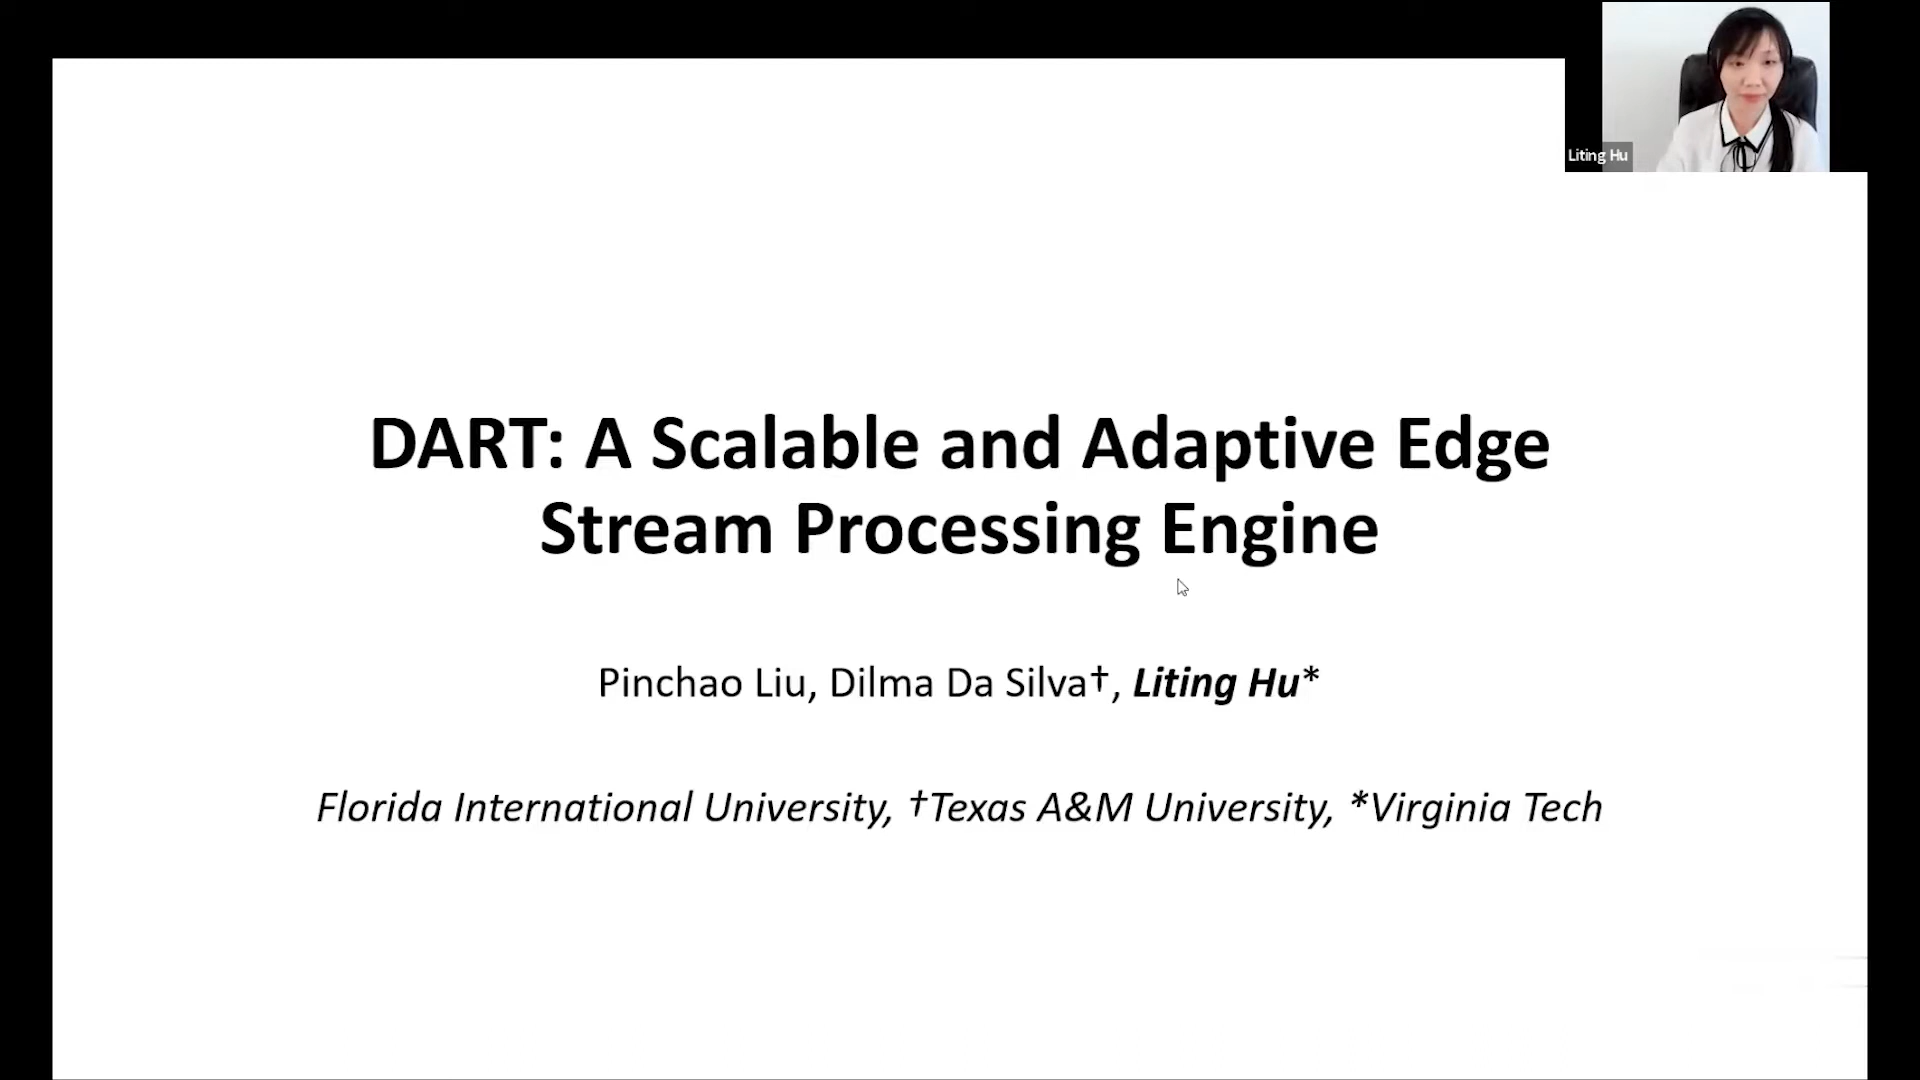 Liting Hu
DART: A Scalable and Adaptive Edge
Stream Processing Engine
Pinchao Liu, Dilma Da Silva†, Liting Hu*
Florida International University, †Texas A&M University, *Virginia Tech